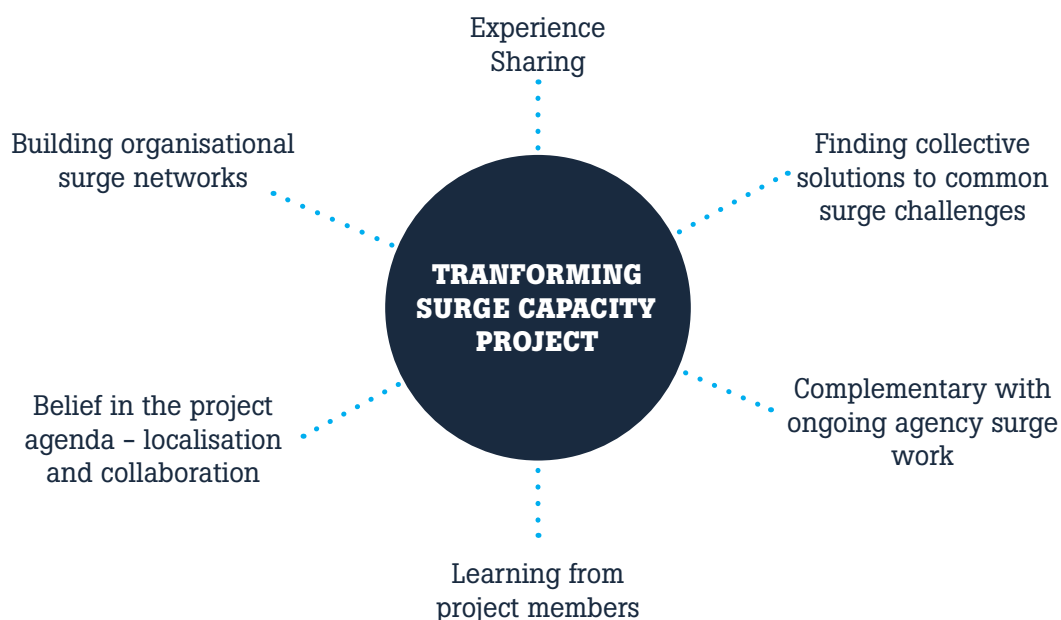 Experience
Sharing
Building organisational
surge networks
Finding collective
solutions to common
surge challenges
TRANFORMING
SURGE CAPACITY
PROJECT
Belief in the project
agenda – localisation
and collaboration
Complementary with
ongoing agency surge
work
Learning from
project members